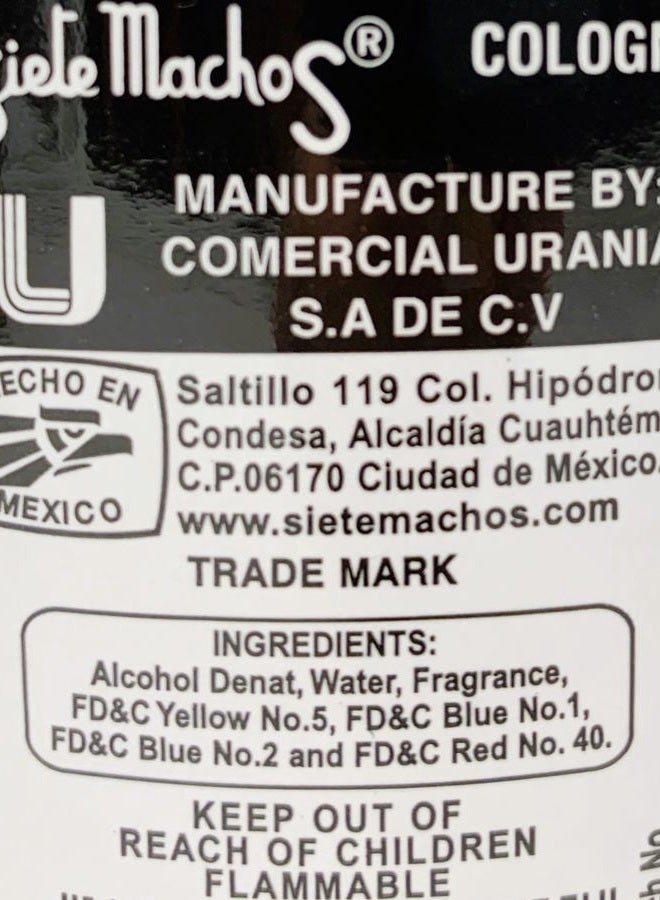 Siete Machos® COLOG
MANUFACTURE BY:
COMERCIAL URANIA
S.A DE C.V
HECHO EN
MEXICO
Saltillo 119 Col. Hipódro
Condesa, Alcaldía Cuauhtém
C.P.06170 Ciudad de México.
www.sietemachos.com
TRADE MARK
INGREDIENTS:
Alcohol Denat, Water, Fragrance,
FD&C Yellow No.5, FD&C Blue No.1,
FD&C Blue No.2 and FD&C Red No. 40.
KEEP OUT OF
REACH OF CHILDREN
FLAMMABLE